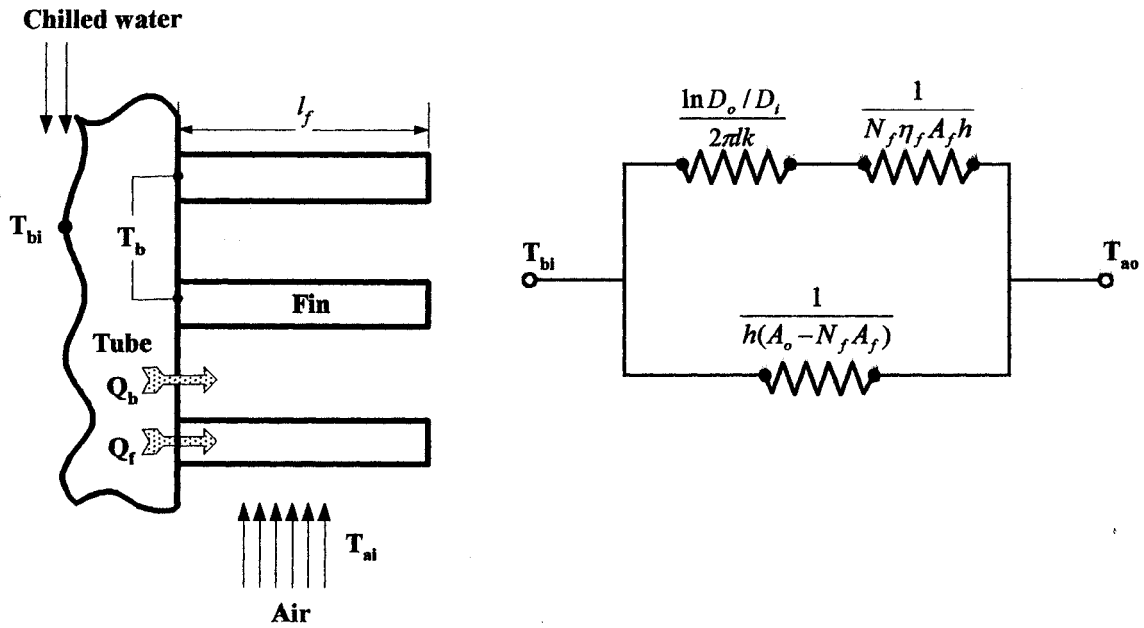 Chilled water
l_f
T_bi
T_b
Fin
Tube
Q_b
Q_f
T_ai
Air
ln D_o / D_i
2πdk
1
N_f η_f A_f h
T_bi
T_ao
1
h(A_o − N_f A_f)